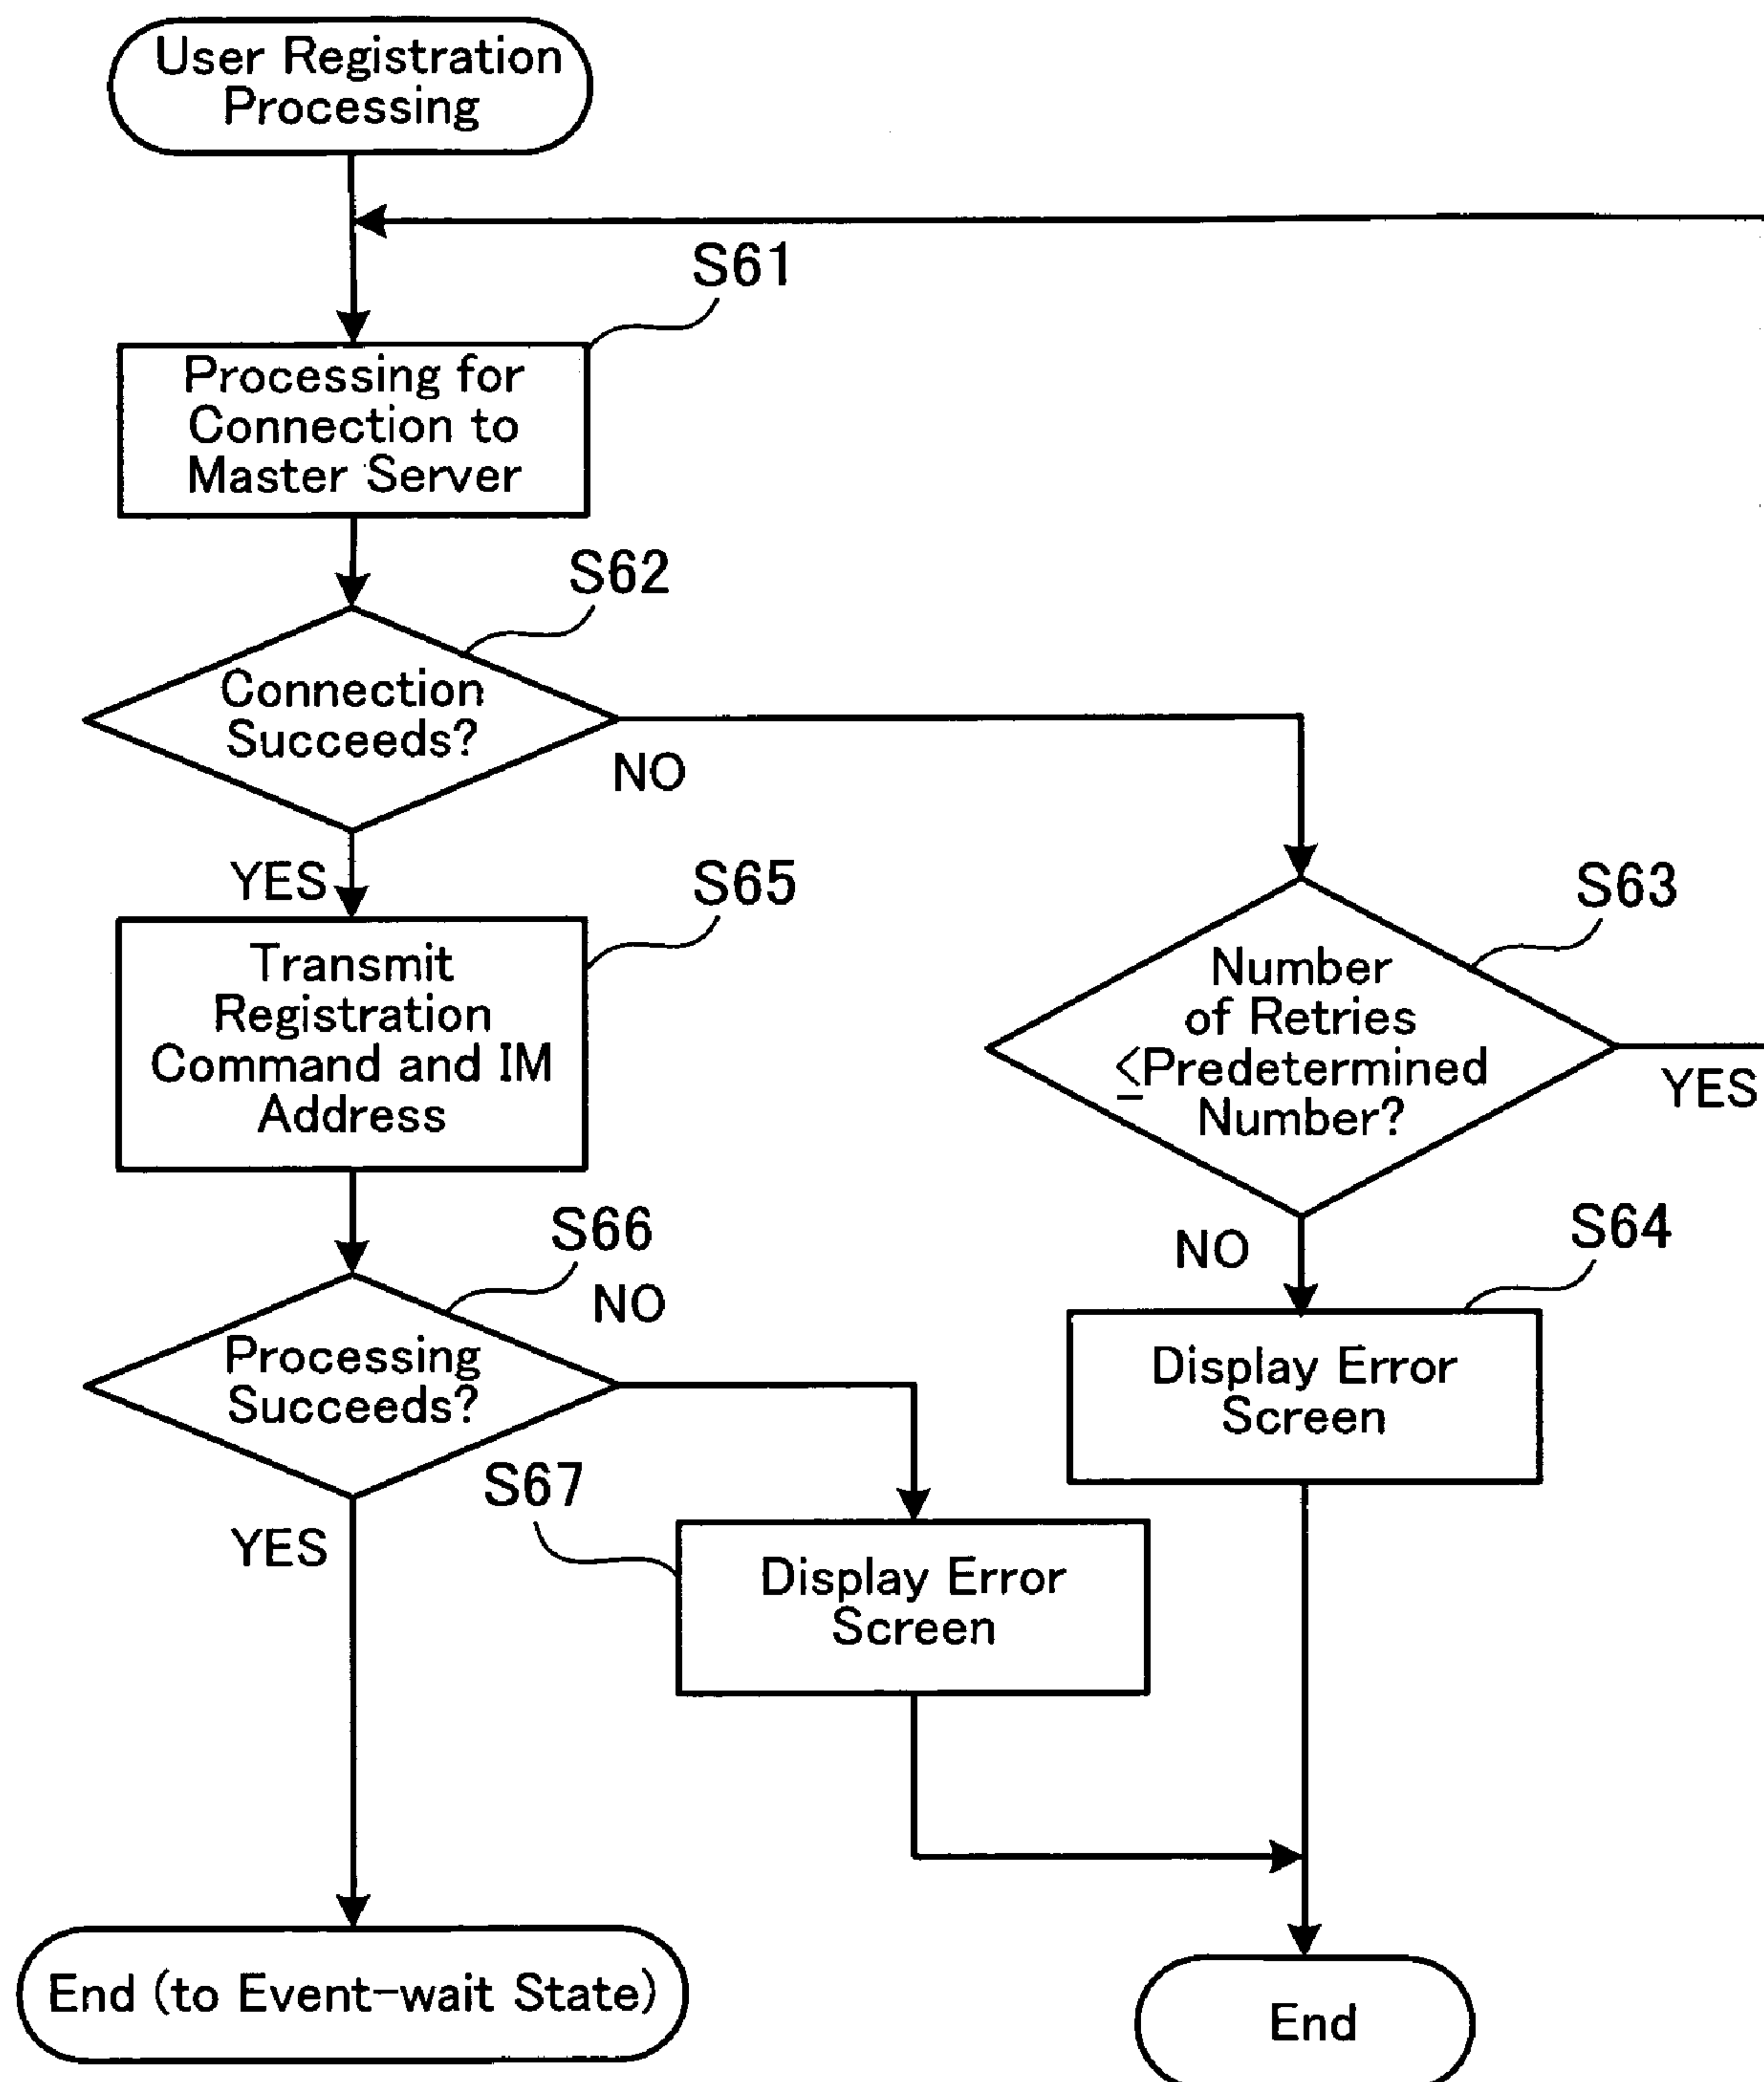 User Registration
Processing
S61
Processing for
Connection to
Master Server
S62
Connection
Succeeds?
NO
YES
S65
Transmit
Registration
Command and IM
Address
S63
Number
of Retries
≤Predetermined
Number?
YES
NO
S64
Display Error
Screen
S66
NO
Processing
Succeeds?
YES
S67
Display Error
Screen
End (to Event-wait State)
End